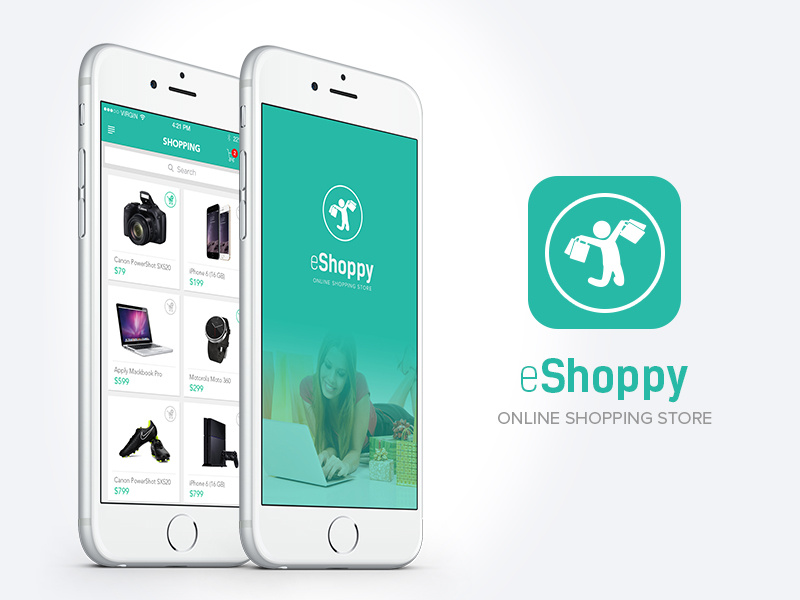 VIRGIN
4:21 PM
22
SHOPPING
2
Search
Canon PowerShot SX520
$79
iPhone 6 (16 GB)
$199
Apply Mackbook Pro
$599
Motorola Moto 360
$299
Canon PowerShot SX520
$799
iPhone 6 (16 GB)
$799
eShoppy
ONLINE SHOPPING STORE
eShoppy
ONLINE SHOPPING STORE